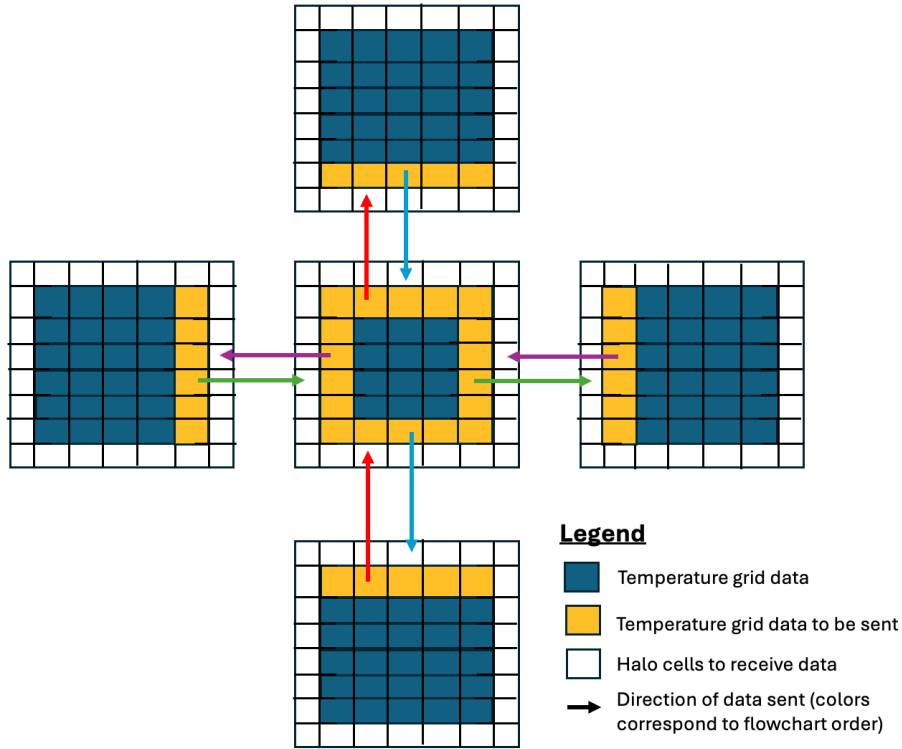 Legend
Temperature grid data
Temperature grid data to be sent
Halo cells to receive data
Direction of data sent (colors
correspond to flowchart order)